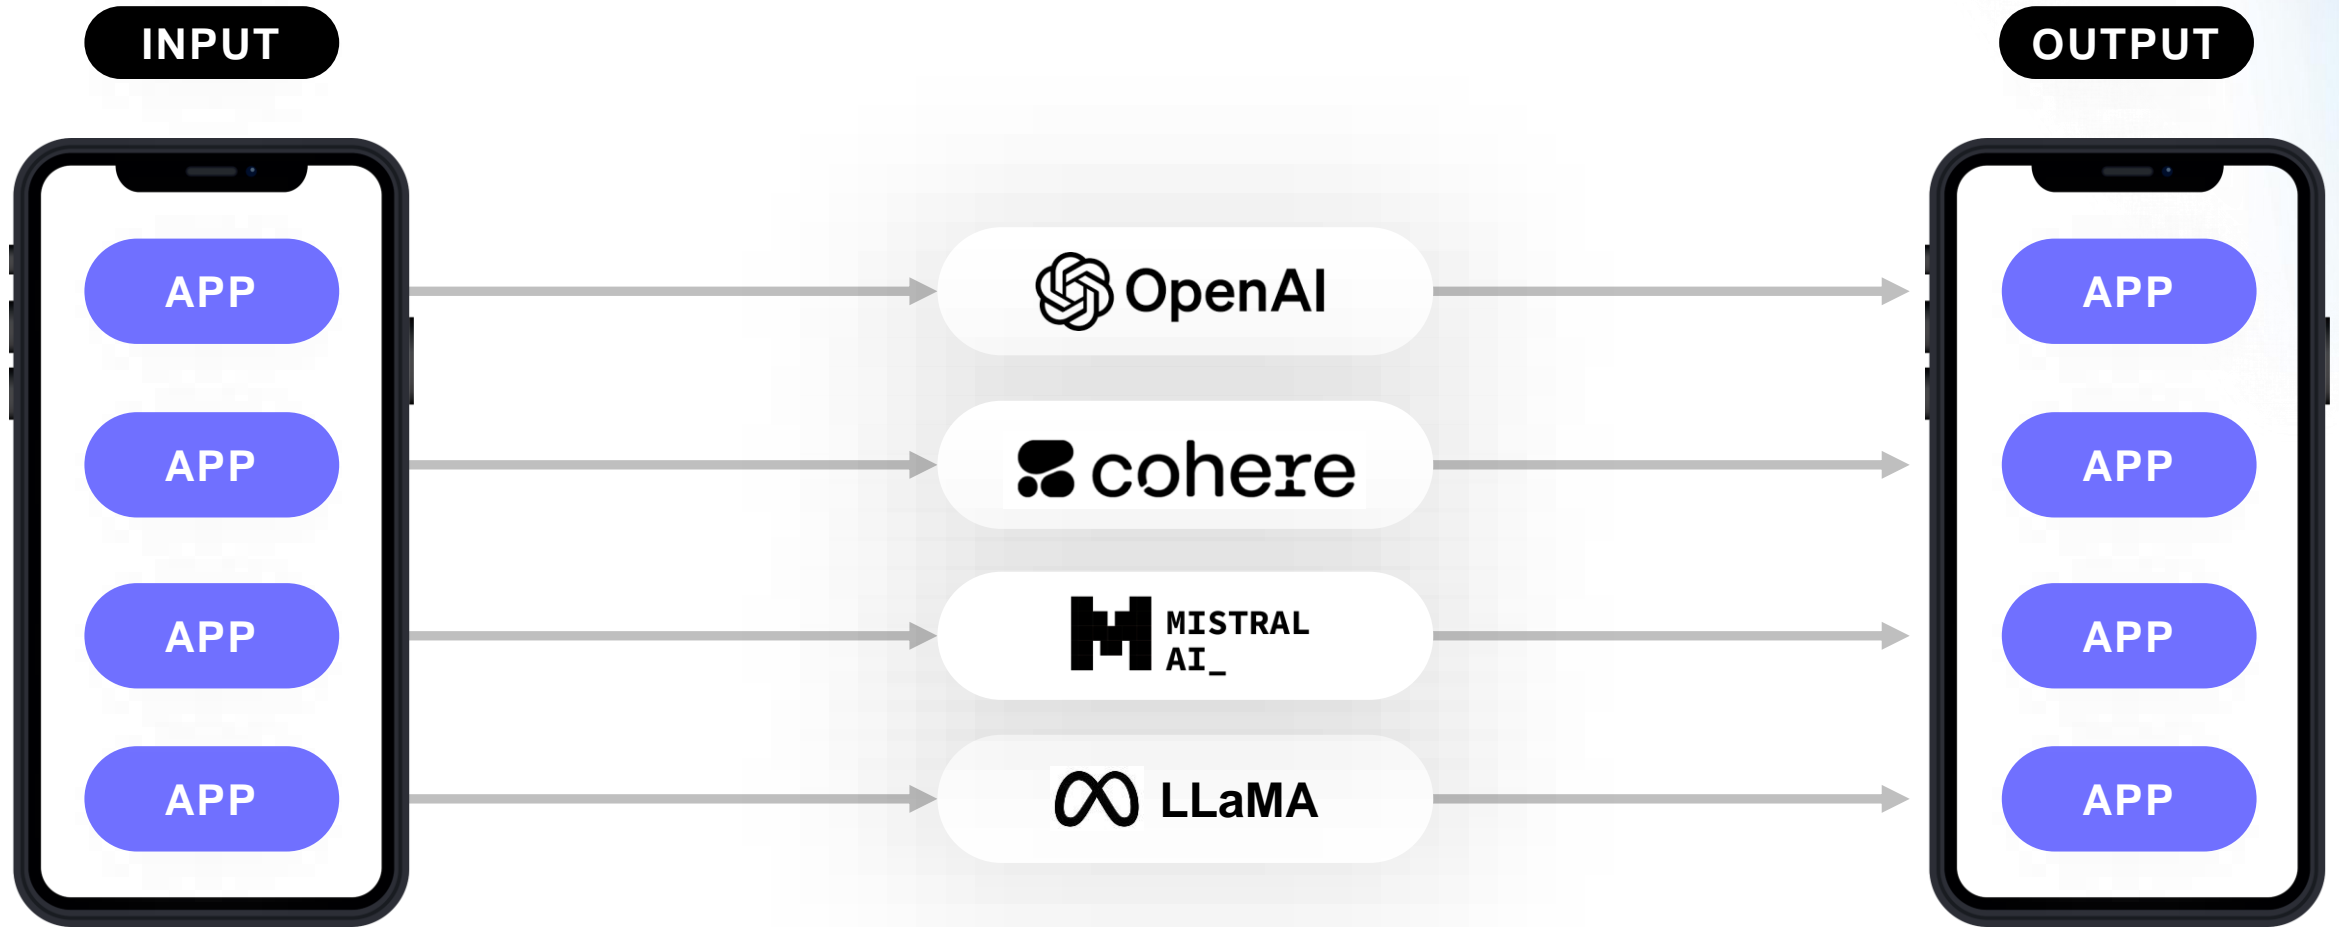 INPUT
OUTPUT
APP
OpenAI
APP
APP
cohere
APP
APP
MISTRAL
AI_
APP
APP
LLaMA
APP